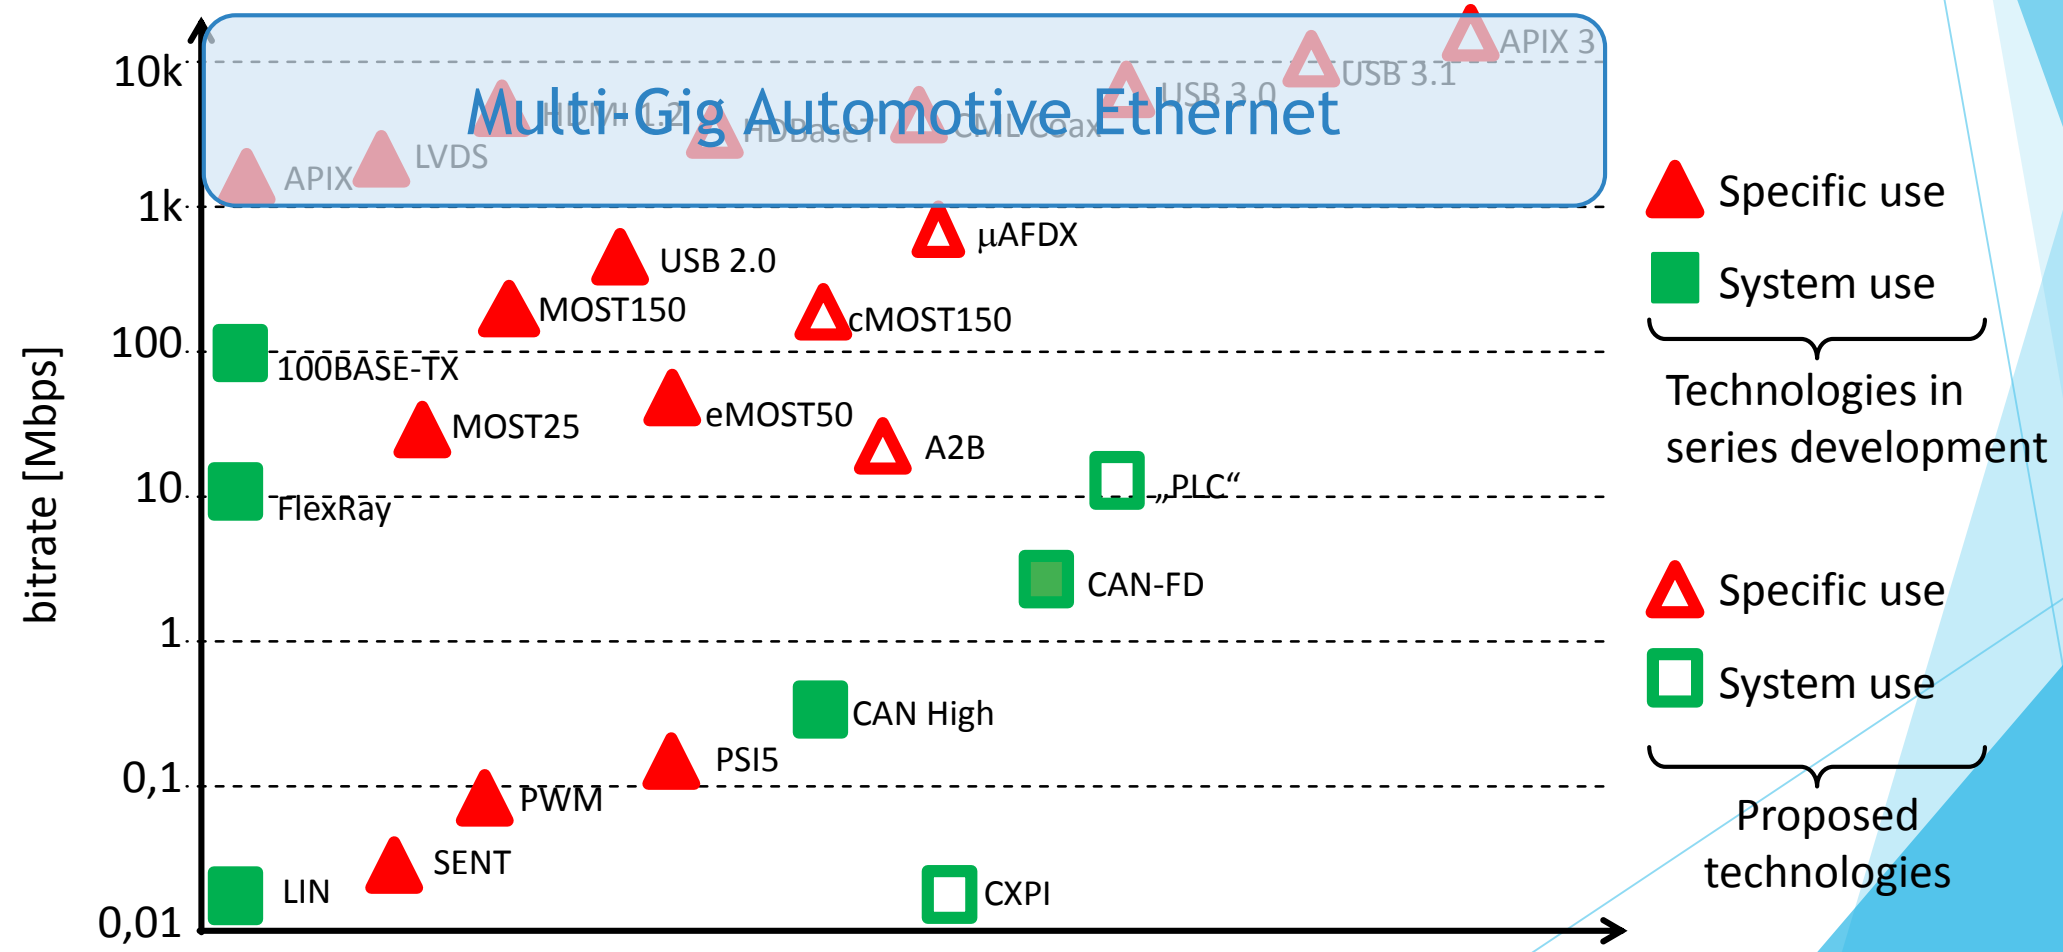 bitrate [Mbps]
10k
1k
100
10
1
0,1
0,01
Multi-Gig Automotive Ethernet
APIX 3
USB 3.1
USB 3.0
HDMI 1.2
HDBaseT
CML Coax
LVDS
APIX
µAFDX
USB 2.0
MOST150
cMOST150
100BASE-TX
eMOST50
MOST25
A2B
„PLC“
FlexRay
CAN-FD
CAN High
PSI5
PWM
SENT
LIN
CXPI
Specific use
System use
Technologies in
series development
Specific use
System use
Proposed
technologies